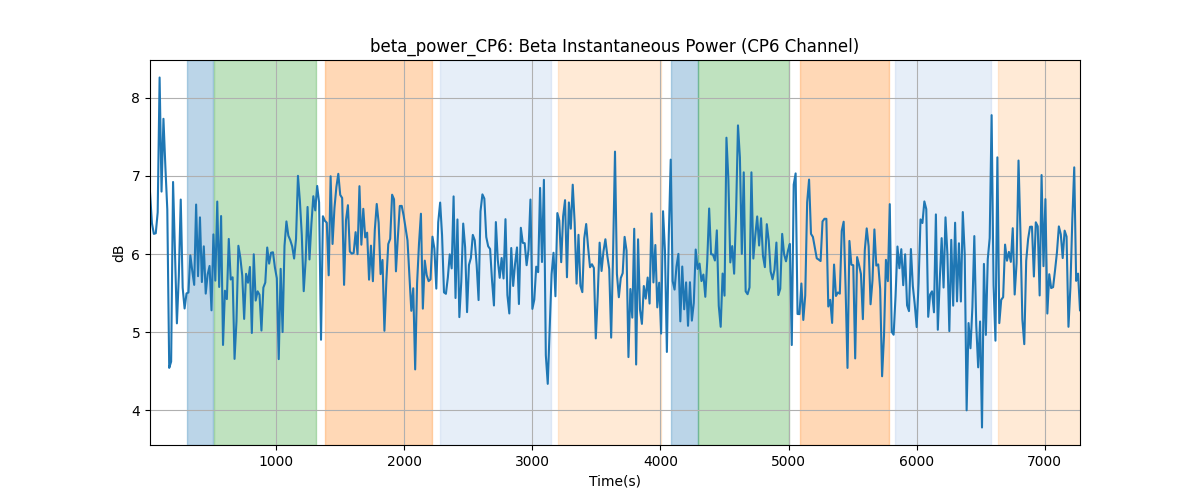 beta_power_CP6: Beta Instantaneous Power (CP6 Channel)
8
7
6
5
4
dB
1000 2000 3000 4000 5000 6000 7000
Time(s)